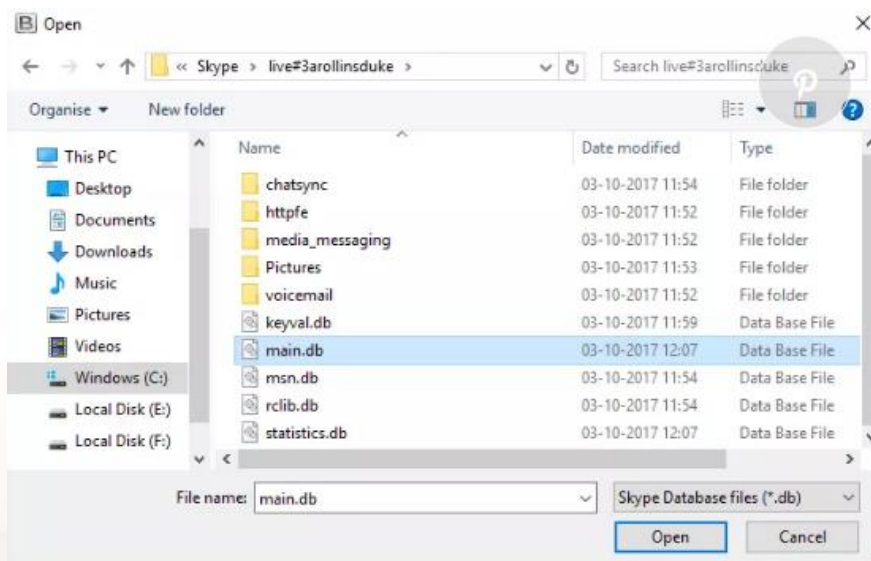 B Open
« Skype > live#3arollinsduke >
Search live#3arollinsduke
Organise
New folder
This PC
Desktop
Documents
Downloads
Music
Pictures
Videos
Windows (C:)
Local Disk (E:)
Local Disk (F:)
Name Date modified Type
chatsync 03-10-2017 11:54 File folder
httpfe 03-10-2017 11:52 File folder
media_messaging 03-10-2017 11:52 File folder
Pictures 03-10-2017 11:53 File folder
voicemail 03-10-2017 11:52 File folder
keyval.db 03-10-2017 11:59 Data Base File
main.db 03-10-2017 12:07 Data Base File
msn.db 03-10-2017 11:54 Data Base File
rclib.db 03-10-2017 11:54 Data Base File
statistics.db 03-10-2017 12:07 Data Base File
File name: main.db Skype Database files (*.db)
Open Cancel